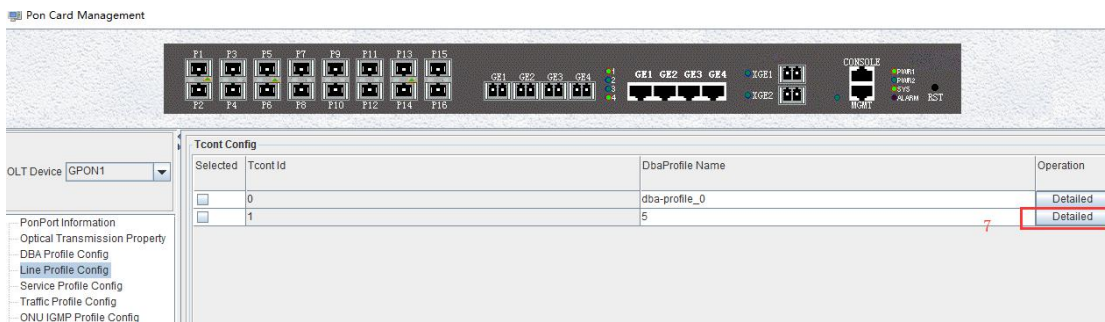 Pon Card Management
P1 P3 P5 P7 P9 P11 P13 P15
P2 P4 P6 P8 P10 P12 P14 P16
GE1 GE2 GE3 GE4
1
2
3
4
GE1 GE2 GE3 GE4
XGE1
XGE2
CONSOLE
MGMT
PWR1
PWR2
SYS
ALARM
RST
OLT Device GPON1
PonPort Information
Optical Transmission Property
DBA Profile Config
Line Profile Config
Service Profile Config
Traffic Profile Config
ONU IGMP Profile Config
Tcont Config
Selected Tcont Id DbaProfile Name Operation
0 dba-profile_0 Detailed
1 5 7 Detailed